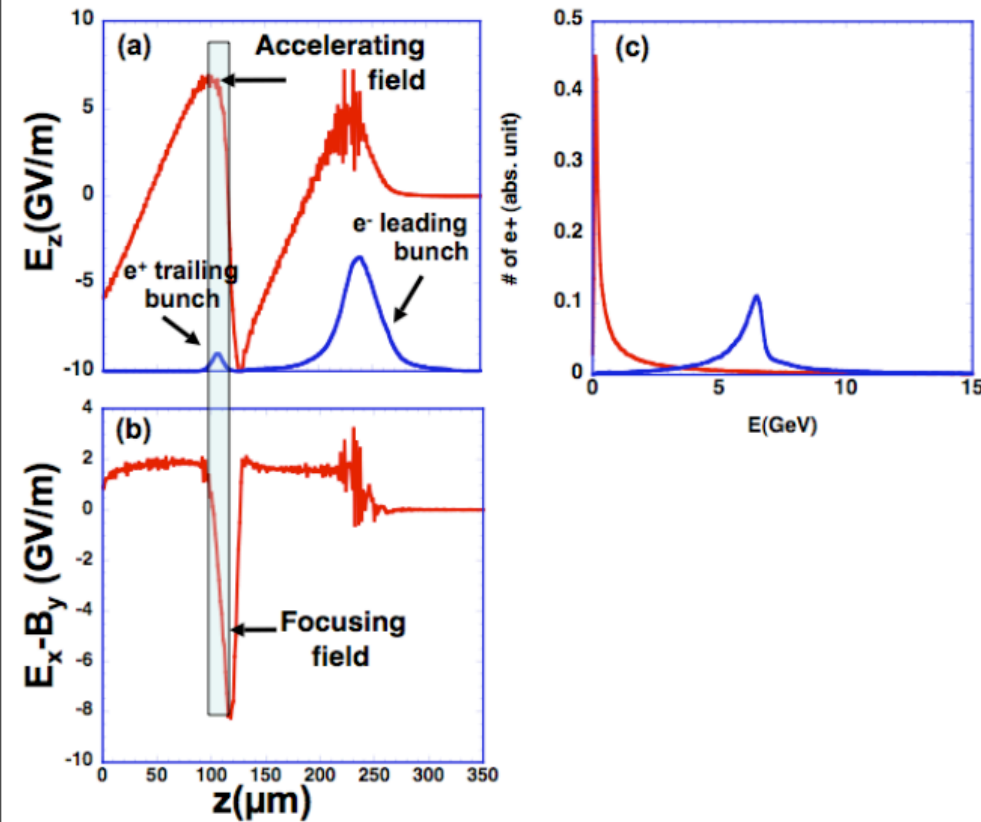 10
(a)
Accelerating
field
5
0
-5
-10
E_z(GV/m)
e⁺ trailing
bunch
e⁻ leading
bunch
4
(b)
2
0
-2
-4
-6
-8
-10
E_x-B_y (GV/m)
Focusing
field
0 50 100 150 200 250 300 350
z(µm)
0.5
(c)
0.4
0.3
0.2
0.1
0
# of e+ (abs. unit)
0 5 10 15
E(GeV)